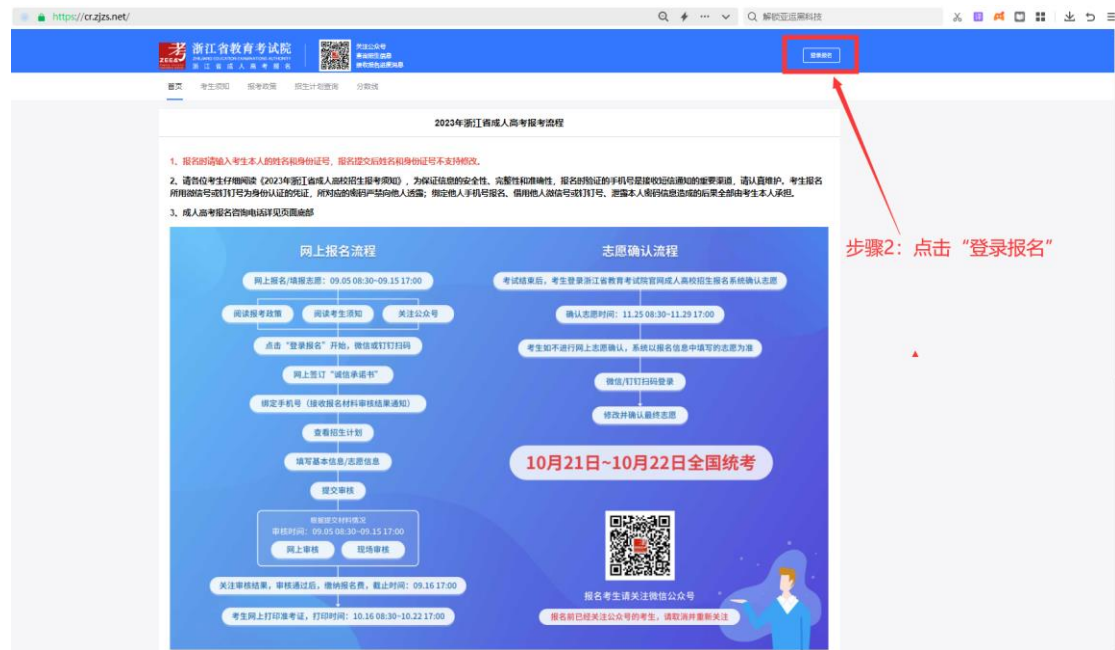 https://cr.zjzs.net/
解锁亚运黑科技
浙江省教育考试院
ZHEJIANG EDUCATION EXAMINATIONS AUTHORITY
浙江省成人高考报名
关注公众号
查询招生信息
接收报名提醒消息
登录报名
首页 考生须知 报考政策 招生计划查询 分数线
2023年浙江省成人高考报考流程
1、报名时请输入考生本人的姓名和身份证号，报名提交后姓名和身份证号不支持修改。
2、请各位考生仔细阅读《2023年浙江省成人高校招生报考须知》，为保证信息的安全性、完整性和准确性，报名时验证的手机号是接收短信通知的重要渠道，请认真维护。考生报名
所用微信号或钉钉号为身份认证的凭证，所对应的密码严禁向他人透露；绑定他人手机号报名、借用他人微信号或钉钉号、泄露本人密码信息造成的后果全部由考生本人承担。
3、成人高考报名咨询电话详见页面底部
步骤2：点击“登录报名”
网上报名流程
网上报名/填报志愿：09.05 08:30~09.15 17:00
阅读报考政策 阅读考生须知 关注公众号
点击“登录报名”开始，微信或钉钉扫码
网上签订“诚信承诺书”
绑定手机号（接收报名材料审核结果通知）
查看招生计划
填写基本信息/志愿信息
提交审核
根据提交材料情况
审核时间：09.05 08:30~09.15 17:00
网上审核 现场审核
关注审核结果，审核通过后，缴纳报名费，截止时间：09.16 17:00
考生网上打印准考证，打印时间：10.16 08:30~10.22 17:00
志愿确认流程
考试结束后，考生登录浙江省教育考试院官网成人高校招生报名系统确认志愿
确认志愿时间：11.25 08:30~11.29 17:00
考生如不进行网上志愿确认，系统以报名信息中填写的志愿为准
微信/钉钉扫码登录
修改并确认最终志愿
10月21日~10月22日全国统考
报名考生请关注微信公众号
报名前已经关注公众号的考生，请取消并重新关注